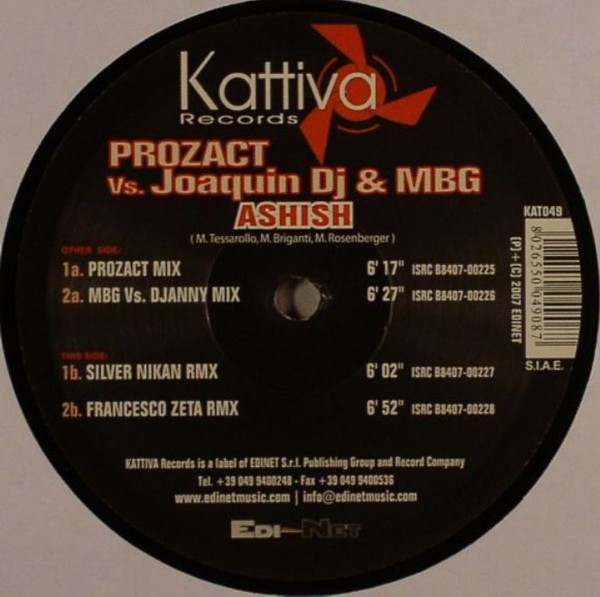 Kattiva
Records
PROZACT
Vs. Joaquin Dj & MBG
ASHISH
( M. Tessarollo, M. Briganti, M. Rosenberger )
KAT049
8026550049087
(P)+(C) 2007 EDINET
S.I.A.E.
OTHER SIDE:
1a. PROZACT MIX 6' 17" ISRC B8407-00225
2a. MBG Vs. DJANNY MIX 6' 27" ISRC B8407-00226
THIS SIDE:
1b. SILVER NIKAN RMX 6' 02" ISRC B8407-00227
2b. FRANCESCO ZETA RMX 6' 52" ISRC B8407-00228
KATTIVA Records is a label of EDINET S.r.l. Publishing Group and Record Company
Tel. +39 049 9400248 - Fax +39 049 9400536
www.edinetmusic.com | info@edinetmusic.com
EDI-NET